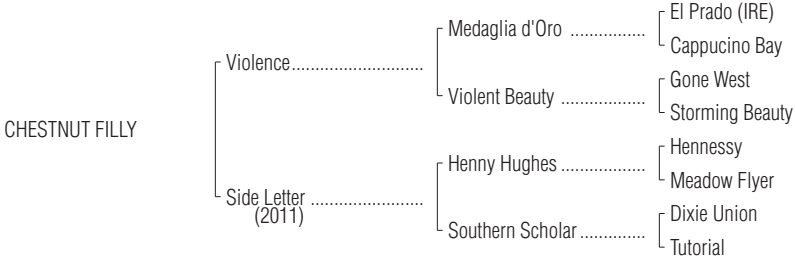 El Prado (IRE)
Medaglia d'Oro ................
Cappucino Bay
Violence............................
Gone West
Violent Beauty ..................
Storming Beauty
CHESTNUT FILLY
Hennessy
Henny Hughes ..................
Meadow Flyer
Side Letter ........................
(2011)
Dixie Union
Southern Scholar ..............
Tutorial